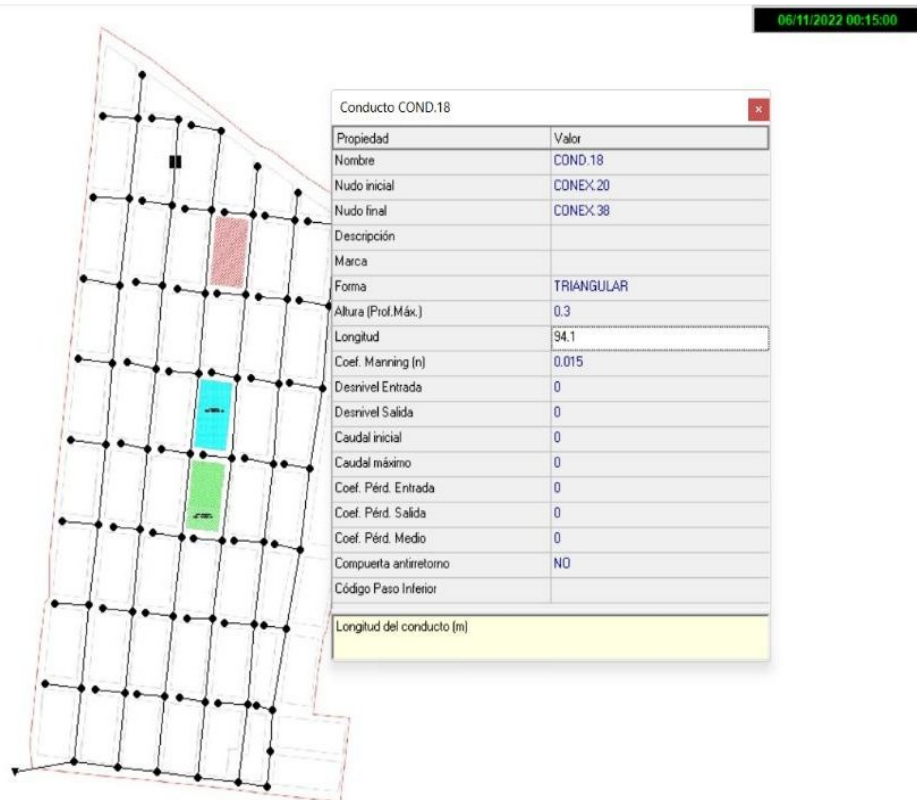 06/11/2022 00:15:00
Conducto COND.18
Propiedad Valor
Nombre COND.18
Nudo inicial CONEX.20
Nudo final CONEX.38
Descripción
Marca
Forma TRIANGULAR
Altura (Prof.Máx.) 0.3
Longitud 94.1
Coef. Manning (n) 0.015
Desnivel Entrada 0
Desnivel Salida 0
Caudal inicial 0
Caudal máximo 0
Coef. Pérd. Entrada 0
Coef. Pérd. Salida 0
Coef. Pérd. Medio 0
Compuerta antirretorno NO
Código Paso Inferior
Longitud del conducto (m)